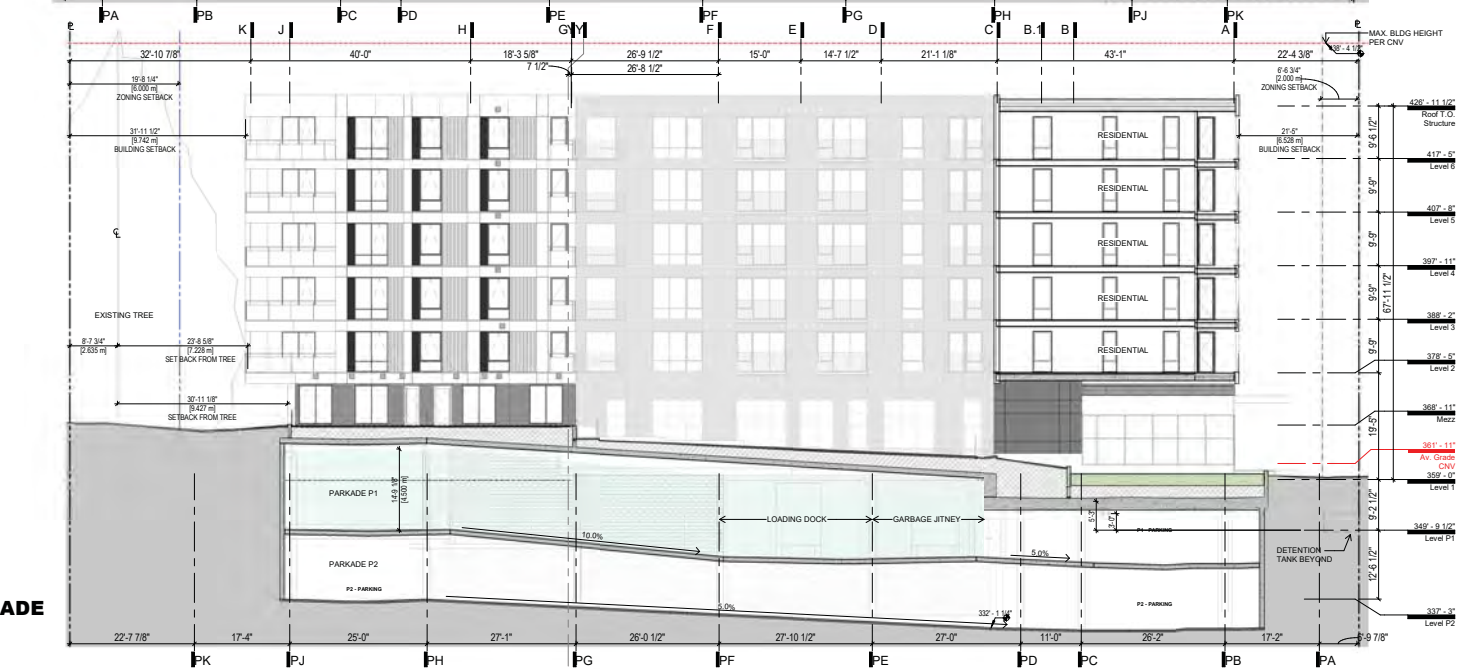 PA PB PC PD PE PF PG PH PJ PK
K J H G Y F E D C B.1 B A
MAX. BLDG HEIGHT
PER CNV
32'-10 7/8" 40'-0" 18'-3 5/8" 26'-9 1/2" 15'-0" 14'-7 1/2" 21'-1 1/8" 43'-1" 22'-4 3/8"
7 1/2" 26'-8 1/2"
19'-8 1/4"
[6.000 m]
ZONING SETBACK
6'-6 3/4"
[2.000 m]
ZONING SETBACK
31'-11 1/2"
[9.742 m]
BUILDING SETBACK
21'-5"
[6.528 m]
BUILDING SETBACK
426' - 11 1/2"
Roof T.O.
Structure
9'-6 1/2"
RESIDENTIAL
417' - 5"
Level 6
9'-9"
RESIDENTIAL
407' - 8"
Level 5
9'-9"
RESIDENTIAL
397' - 11"
Level 4
9'-9"
67'-11 1/2"
RESIDENTIAL
388' - 2"
Level 3
9'-9"
RESIDENTIAL
378' - 5"
Level 2
EXISTING TREE
8'-7 3/4"
[2.635 m]
23'-8 5/8"
[7.228 m]
SET BACK FROM TREE
30'-11 1/8"
[9.427 m]
SETBACK FROM TREE
368' - 11"
Mezz
19'-5"
361' - 11"
Av. Grade
CNV
359' - 0"
Level 1
9'-2 1/2"
349' - 9 1/2"
Level P1
12'-6 1/2"
337' - 3"
Level P2
PARKADE P1
14'-9 1/8"
[4.500 m]
LOADING DOCK
GARBAGE JITNEY
5'-3"
3'-0"
P1 - PARKING
10.0%
5.0%
DETENTION
TANK BEYOND
PARKADE P2
P2 - PARKING
5.0%
332' - 1 1/4"
P2 - PARKING
ADE
22'-7 7/8" 17'-4" 25'-0" 27'-1" 26'-0 1/2" 27'-10 1/2" 27'-0" 11'-0" 26'-2" 17'-2" 6'-9 7/8"
PK PJ PH PG PF PE PD PC PB PA